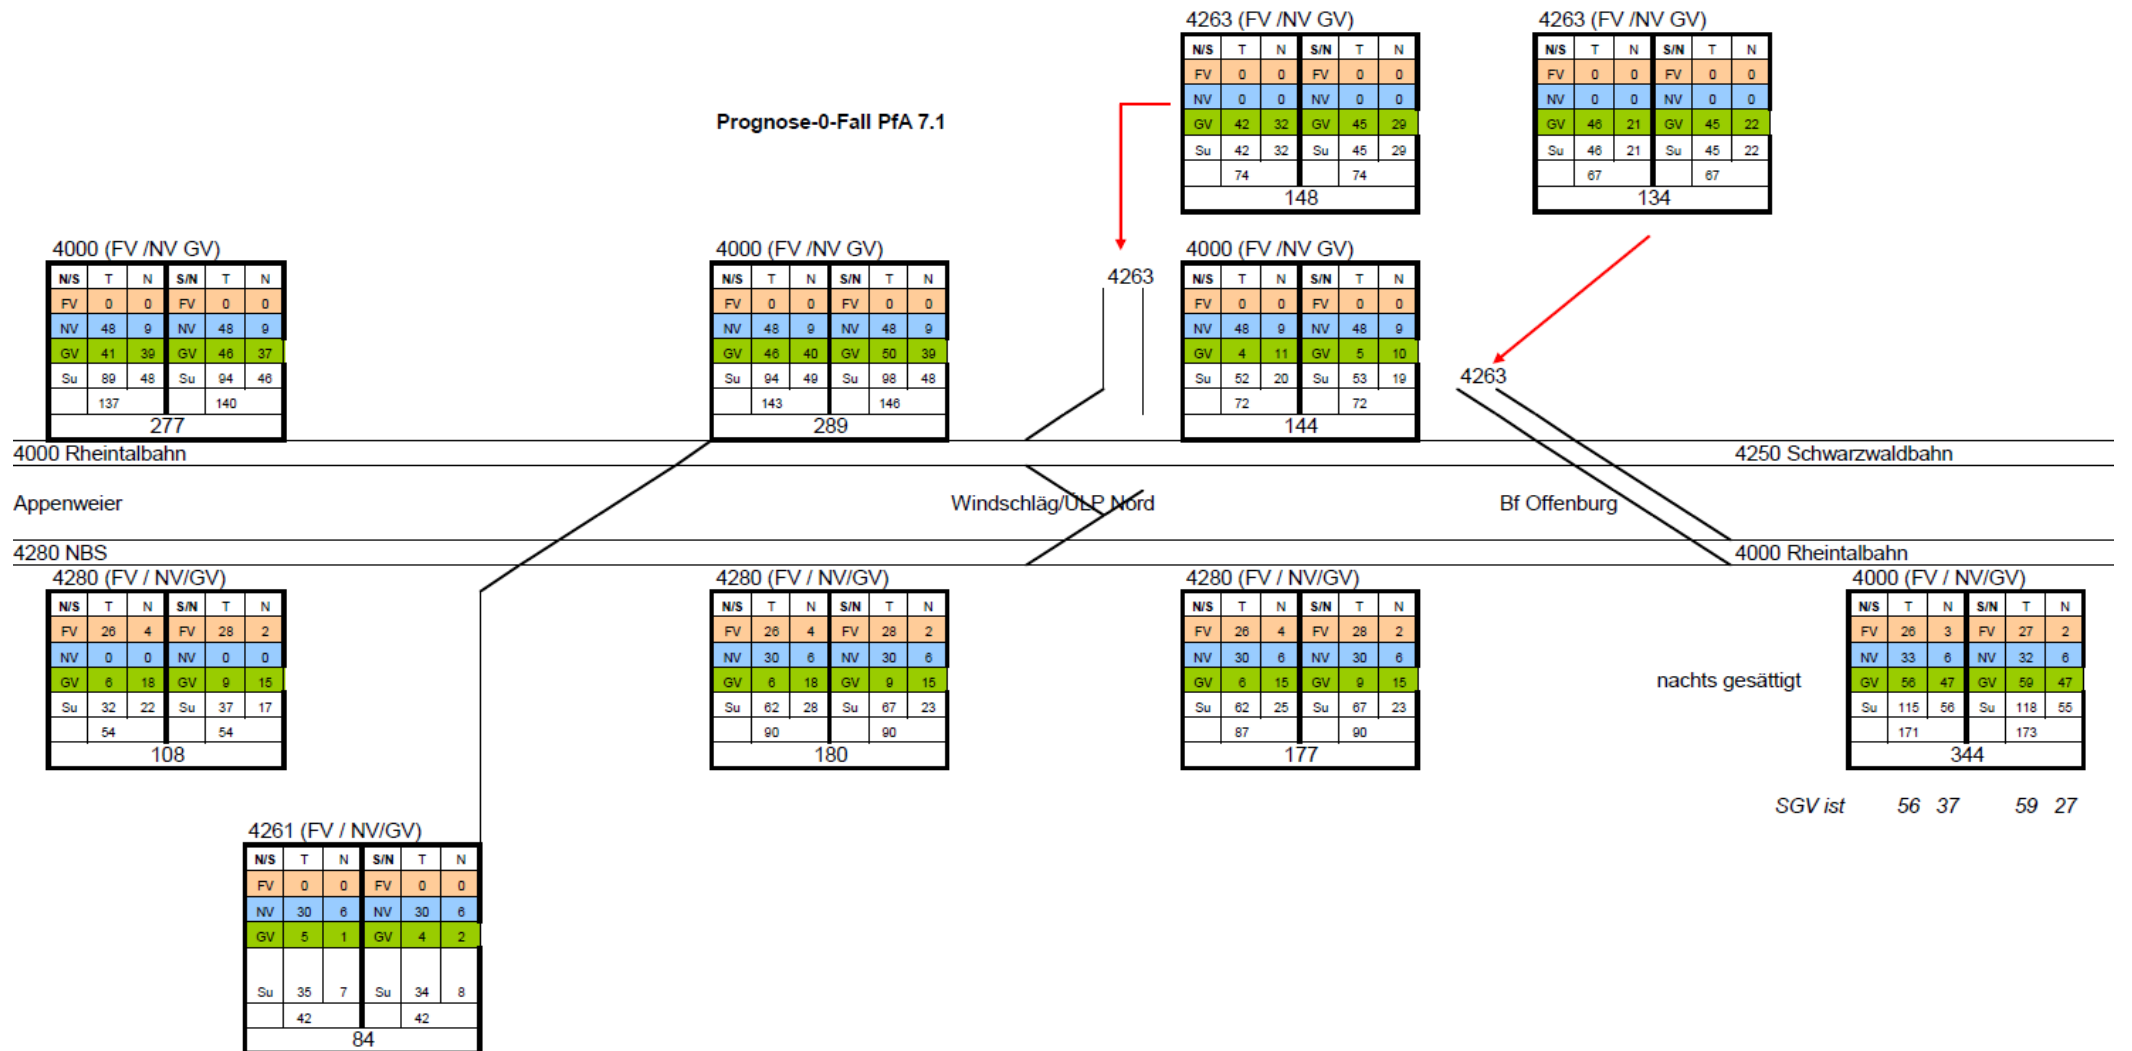 4263 (FV /NV GV)
N/S T N S/N T N
FV 0 0 FV 0 0
NV 0 0 NV 0 0
GV 42 32 GV 45 29
Su 42 32 Su 45 29
74 74
148
4263 (FV /NV GV)
N/S T N S/N T N
FV 0 0 FV 0 0
NV 0 0 NV 0 0
GV 46 21 GV 45 22
Su 46 21 Su 45 22
67 67
134
Prognose-0-Fall PfA 7.1
4000 (FV /NV GV)
N/S T N S/N T N
FV 0 0 FV 0 0
NV 48 9 NV 48 9
GV 41 39 GV 46 37
Su 89 48 Su 94 46
137 140
277
4000 (FV /NV GV)
N/S T N S/N T N
FV 0 0 FV 0 0
NV 48 9 NV 48 9
GV 46 40 GV 50 39
Su 94 49 Su 98 48
143 146
289
4263
4000 (FV /NV GV)
N/S T N S/N T N
FV 0 0 FV 0 0
NV 48 9 NV 48 9
GV 4 11 GV 5 10
Su 52 20 Su 53 19
72 72
144
4263
4000 Rheintalbahn
4250 Schwarzwaldbahn
Appenweier
Windschläg/ÜLP Nord
Bf Offenburg
4280 NBS
4000 Rheintalbahn
4280 (FV / NV/GV)
N/S T N S/N T N
FV 26 4 FV 28 2
NV 0 0 NV 0 0
GV 6 18 GV 9 15
Su 32 22 Su 37 17
54 54
108
4280 (FV / NV/GV)
N/S T N S/N T N
FV 26 4 FV 28 2
NV 30 6 NV 30 6
GV 6 18 GV 9 15
Su 62 28 Su 67 23
90 90
180
4280 (FV / NV/GV)
N/S T N S/N T N
FV 26 4 FV 28 2
NV 30 6 NV 30 6
GV 6 15 GV 9 15
Su 62 25 Su 67 23
87 90
177
nachts gesättigt
4000 (FV / NV/GV)
N/S T N S/N T N
FV 26 3 FV 27 2
NV 33 6 NV 32 6
GV 56 47 GV 59 47
Su 115 56 Su 118 55
171 173
344
SGV ist 56 37 59 27
4261 (FV / NV/GV)
N/S T N S/N T N
FV 0 0 FV 0 0
NV 30 6 NV 30 6
GV 5 1 GV 4 2
Su 35 7 Su 34 8
42 42
84